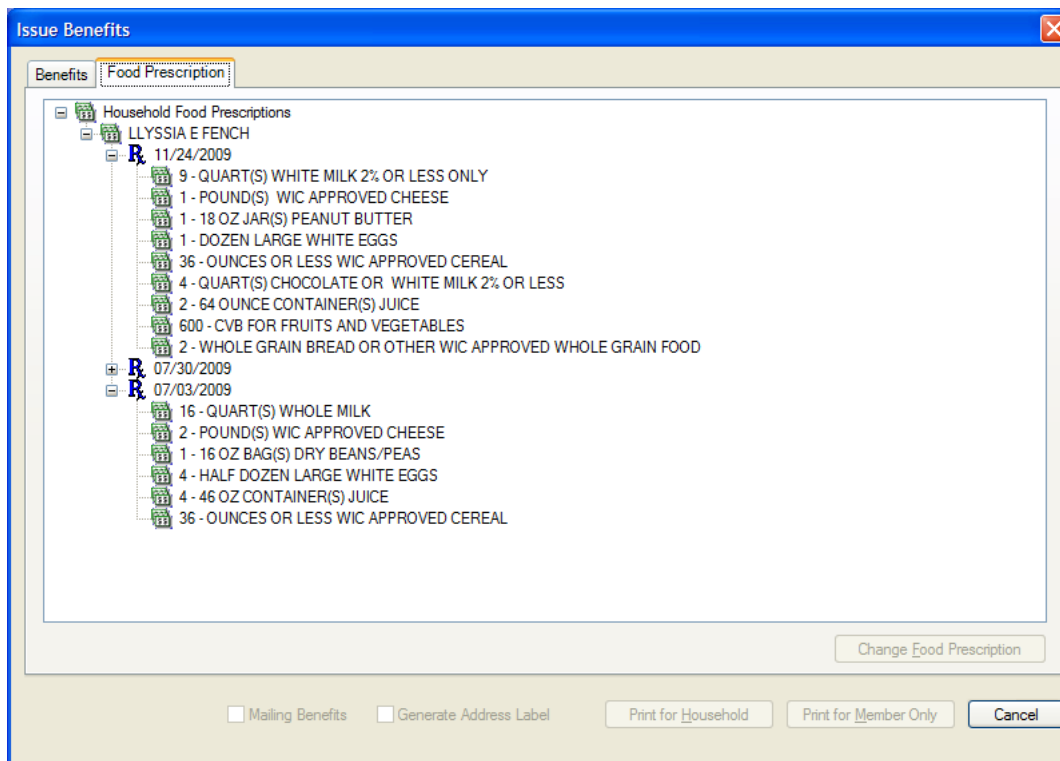 Issue Benefits
Benefits
Food Prescription
Household Food Prescriptions
LLYSSIA E FENCH
Rx 11/24/2009
9 - QUART(S) WHITE MILK 2% OR LESS ONLY
1 - POUND(S)  WIC APPROVED CHEESE
1 - 18 OZ JAR(S) PEANUT BUTTER
1 - DOZEN LARGE WHITE EGGS
36 - OUNCES OR LESS WIC APPROVED CEREAL
4 - QUART(S) CHOCOLATE OR  WHITE MILK 2% OR LESS
2 - 64 OUNCE CONTAINER(S) JUICE
600 - CVB FOR FRUITS AND VEGETABLES
2 - WHOLE GRAIN BREAD OR OTHER WIC APPROVED WHOLE GRAIN FOOD
Rx 07/30/2009
Rx 07/03/2009
16 - QUART(S) WHOLE MILK
2 - POUND(S) WIC APPROVED CHEESE
1 - 16 OZ BAG(S) DRY BEANS/PEAS
4 - HALF DOZEN LARGE WHITE EGGS
4 - 46 OZ CONTAINER(S) JUICE
36 - OUNCES OR LESS WIC APPROVED CEREAL
Change Food Prescription
Mailing Benefits
Generate Address Label
Print for Household
Print for Member Only
Cancel